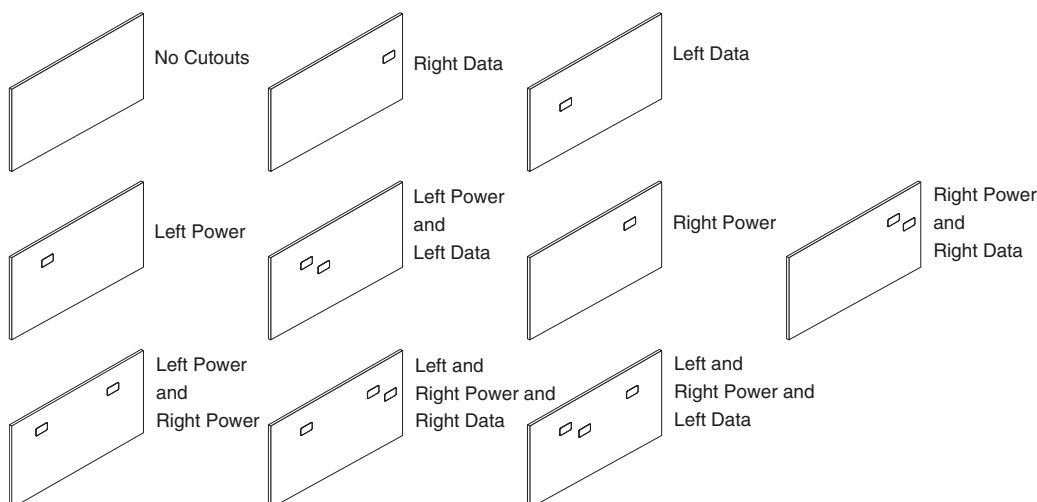 No Cutouts
Right Data
Left Data
Left Power
Left Power
and
Left Data
Right Power
Right Power
and
Right Data
Left Power
and
Right Power
Left and
Right Power and
Right Data
Left and
Right Power and
Left Data